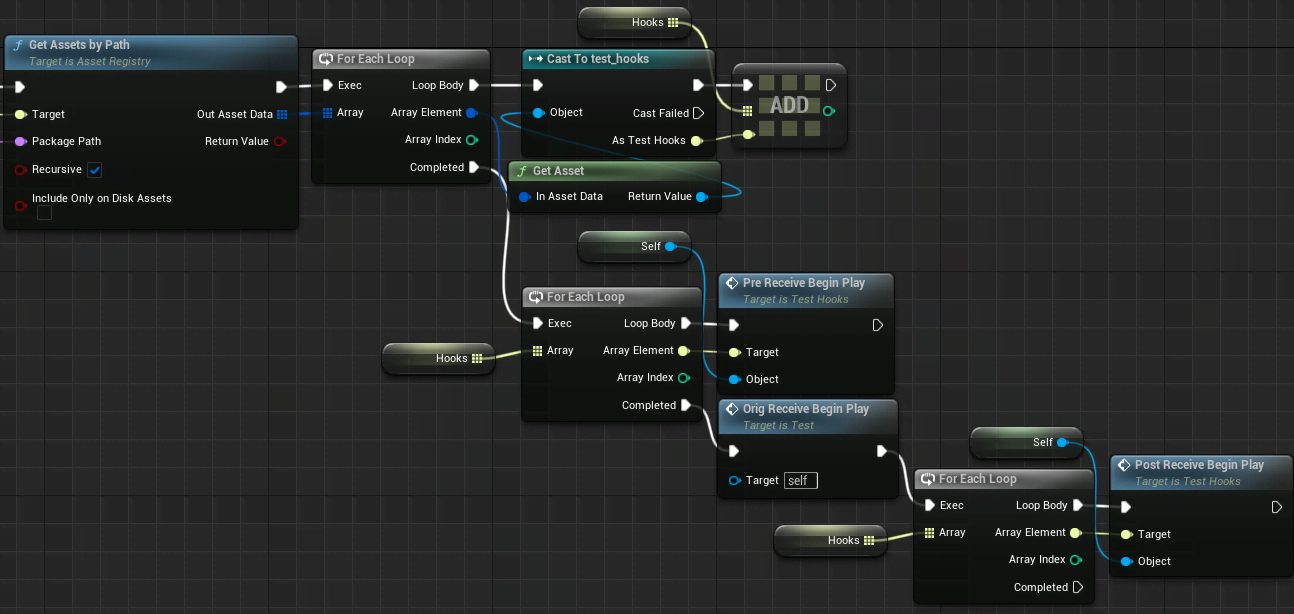 Hooks
Get Assets by Path
Target is Asset Registry
Target
Package Path
Recursive
Include Only on Disk Assets
Out Asset Data
Return Value
For Each Loop
Exec
Array
Loop Body
Array Element
Array Index
Completed
Cast To test_hooks
Object
Cast Failed
As Test Hooks
ADD
Get Asset
In Asset Data
Return Value
Self
For Each Loop
Exec
Array
Loop Body
Array Element
Array Index
Completed
Hooks
Pre Receive Begin Play
Target is Test Hooks
Target
Object
Orig Receive Begin Play
Target is Test
Target self
Self
For Each Loop
Exec
Array
Loop Body
Array Element
Array Index
Completed
Hooks
Post Receive Begin Play
Target is Test Hooks
Target
Object